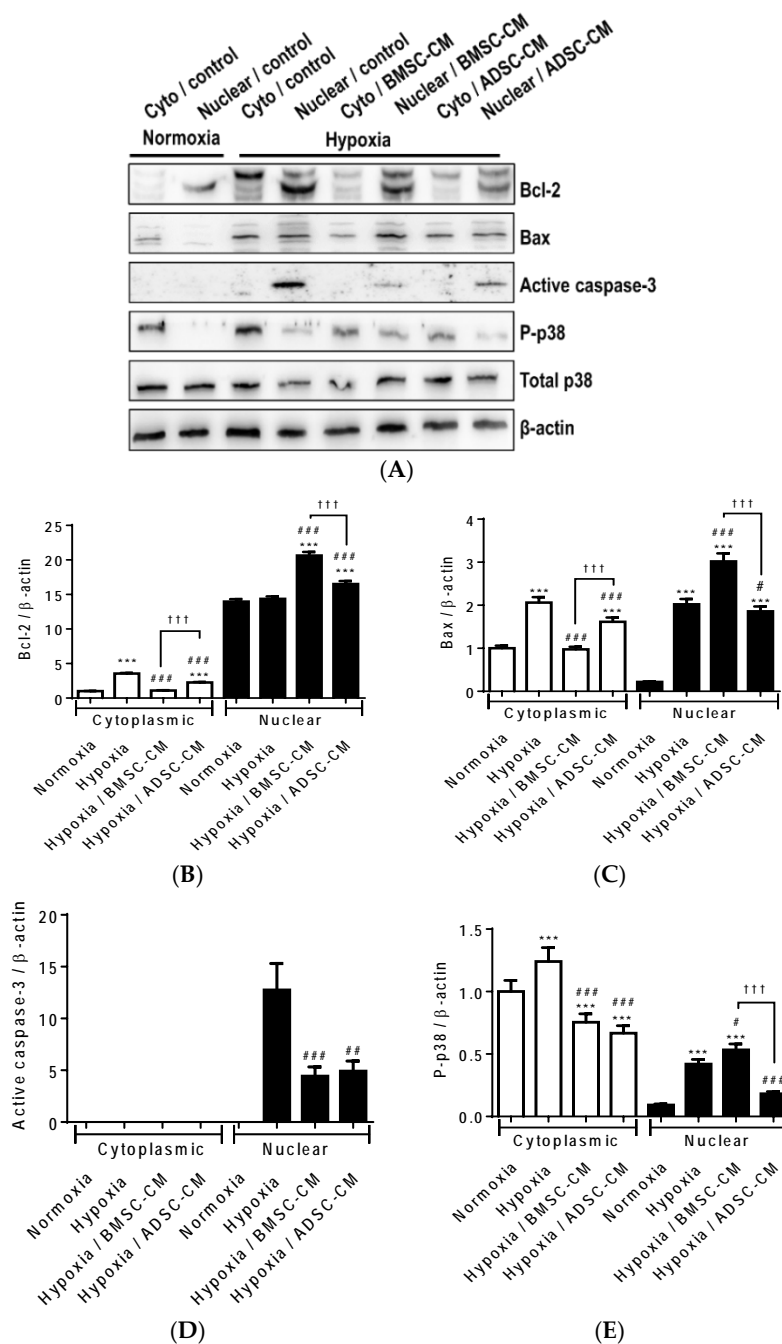 Cyto / control
Nuclear / control
Cyto / control
Nuclear / control
Cyto / BMSC-CM
Nuclear / BMSC-CM
Cyto / ADSC-CM
Nuclear / ADSC-CM
Normoxia
Hypoxia
Bcl-2
Bax
Active caspase-3
P-p38
Total p38
β-actin
(A)
Bcl-2 / β-actin
25
20
15
10
5
0
***
###
†††
###
***
###
***
†††
###
***
Cytoplasmic
Nuclear
Normoxia
Hypoxia
Hypoxia / BMSC-CM
Hypoxia / ADSC-CM
Normoxia
Hypoxia
Hypoxia / BMSC-CM
Hypoxia / ADSC-CM
(B)
Bax / β-actin
4
3
2
1
0
***
###
†††
###
***
***
###
***
†††
#
***
Cytoplasmic
Nuclear
Normoxia
Hypoxia
Hypoxia / BMSC-CM
Hypoxia / ADSC-CM
Normoxia
Hypoxia
Hypoxia / BMSC-CM
Hypoxia / ADSC-CM
(C)
Active caspase-3 / β-actin
20
15
10
5
0
###
##
Cytoplasmic
Nuclear
Normoxia
Hypoxia
Hypoxia / BMSC-CM
Hypoxia / ADSC-CM
Normoxia
Hypoxia
Hypoxia / BMSC-CM
Hypoxia / ADSC-CM
(D)
P-p38 / β-actin
1.5
1.0
0.5
0.0
***
###
***
###
***
***
#
***
†††
###
Cytoplasmic
Nuclear
Normoxia
Hypoxia
Hypoxia / BMSC-CM
Hypoxia / ADSC-CM
Normoxia
Hypoxia
Hypoxia / BMSC-CM
Hypoxia / ADSC-CM
(E)